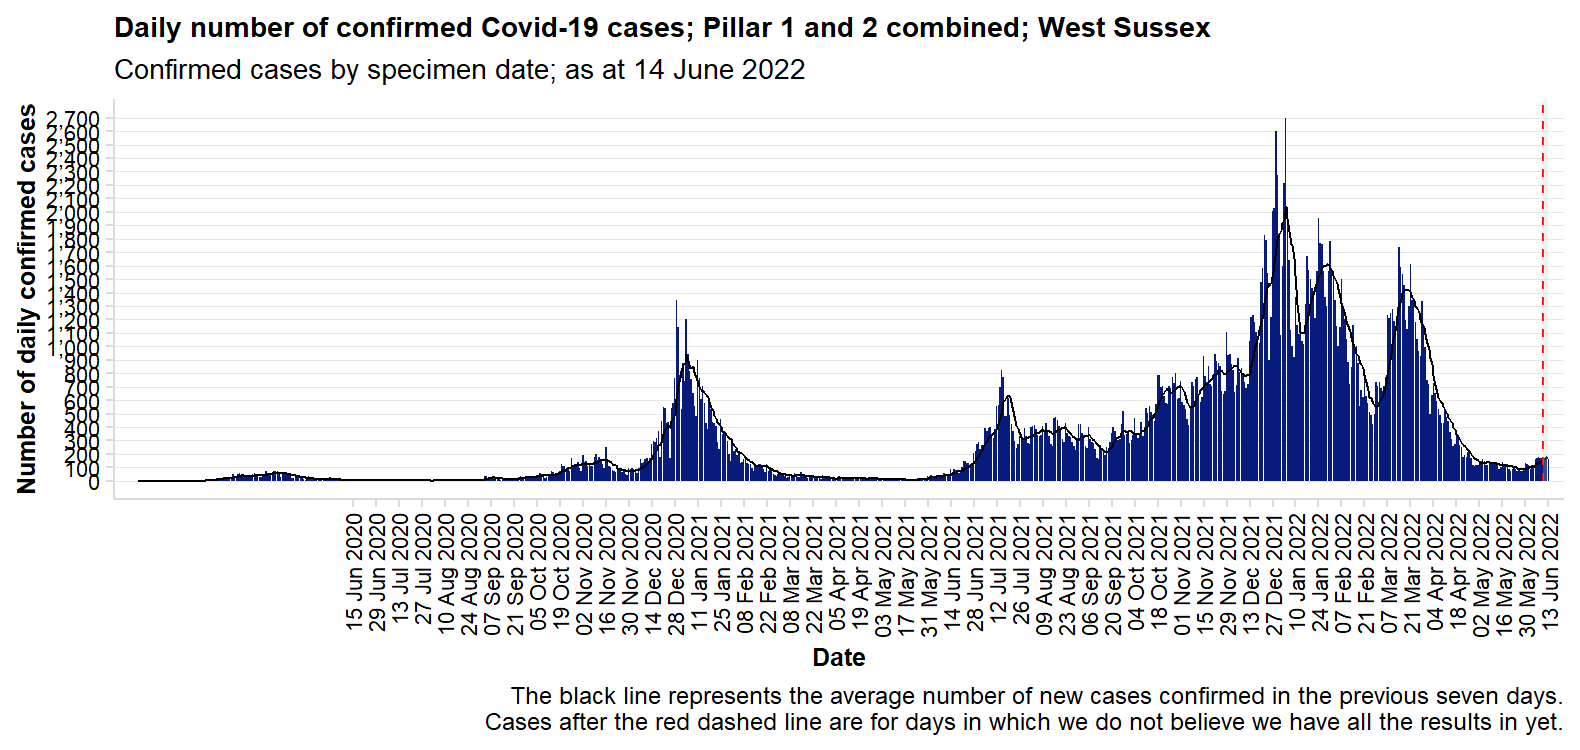 Daily number of confirmed Covid-19 cases; Pillar 1 and 2 combined; West Sussex
Confirmed cases by specimen date; as at 14 June 2022
Number of daily confirmed cases
2,700
2,600
2,500
2,400
2,300
2,200
2,100
2,000
1,900
1,800
1,700
1,600
1,500
1,400
1,300
1,200
1,100
1,000
900
800
700
600
500
400
300
200
100
0
15 Jun 2020
29 Jun 2020
13 Jul 2020
27 Jul 2020
10 Aug 2020
24 Aug 2020
07 Sep 2020
21 Sep 2020
05 Oct 2020
19 Oct 2020
02 Nov 2020
16 Nov 2020
30 Nov 2020
14 Dec 2020
28 Dec 2020
11 Jan 2021
25 Jan 2021
08 Feb 2021
22 Feb 2021
08 Mar 2021
22 Mar 2021
05 Apr 2021
19 Apr 2021
03 May 2021
17 May 2021
31 May 2021
14 Jun 2021
28 Jun 2021
12 Jul 2021
26 Jul 2021
09 Aug 2021
23 Aug 2021
06 Sep 2021
20 Sep 2021
04 Oct 2021
18 Oct 2021
01 Nov 2021
15 Nov 2021
29 Nov 2021
13 Dec 2021
27 Dec 2021
10 Jan 2022
24 Jan 2022
07 Feb 2022
21 Feb 2022
07 Mar 2022
21 Mar 2022
04 Apr 2022
18 Apr 2022
02 May 2022
16 May 2022
30 May 2022
13 Jun 2022
Date
The black line represents the average number of new cases confirmed in the previous seven days.
Cases after the red dashed line are for days in which we do not believe we have all the results in yet.